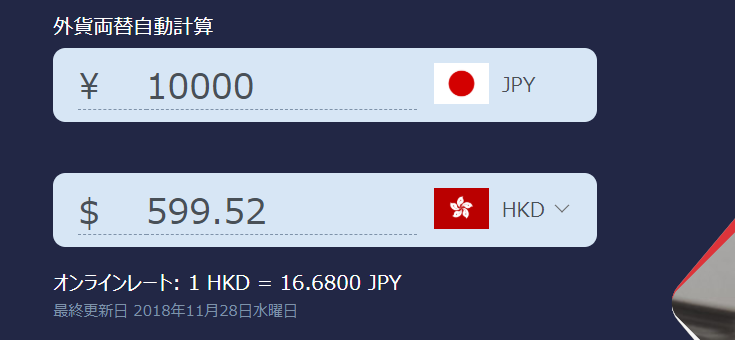 外貨両替自動計算
¥ 10000 JPY
$ 599.52 HKD
オンラインレート: 1 HKD = 16.6800 JPY
最終更新日 2018年11月28日水曜日